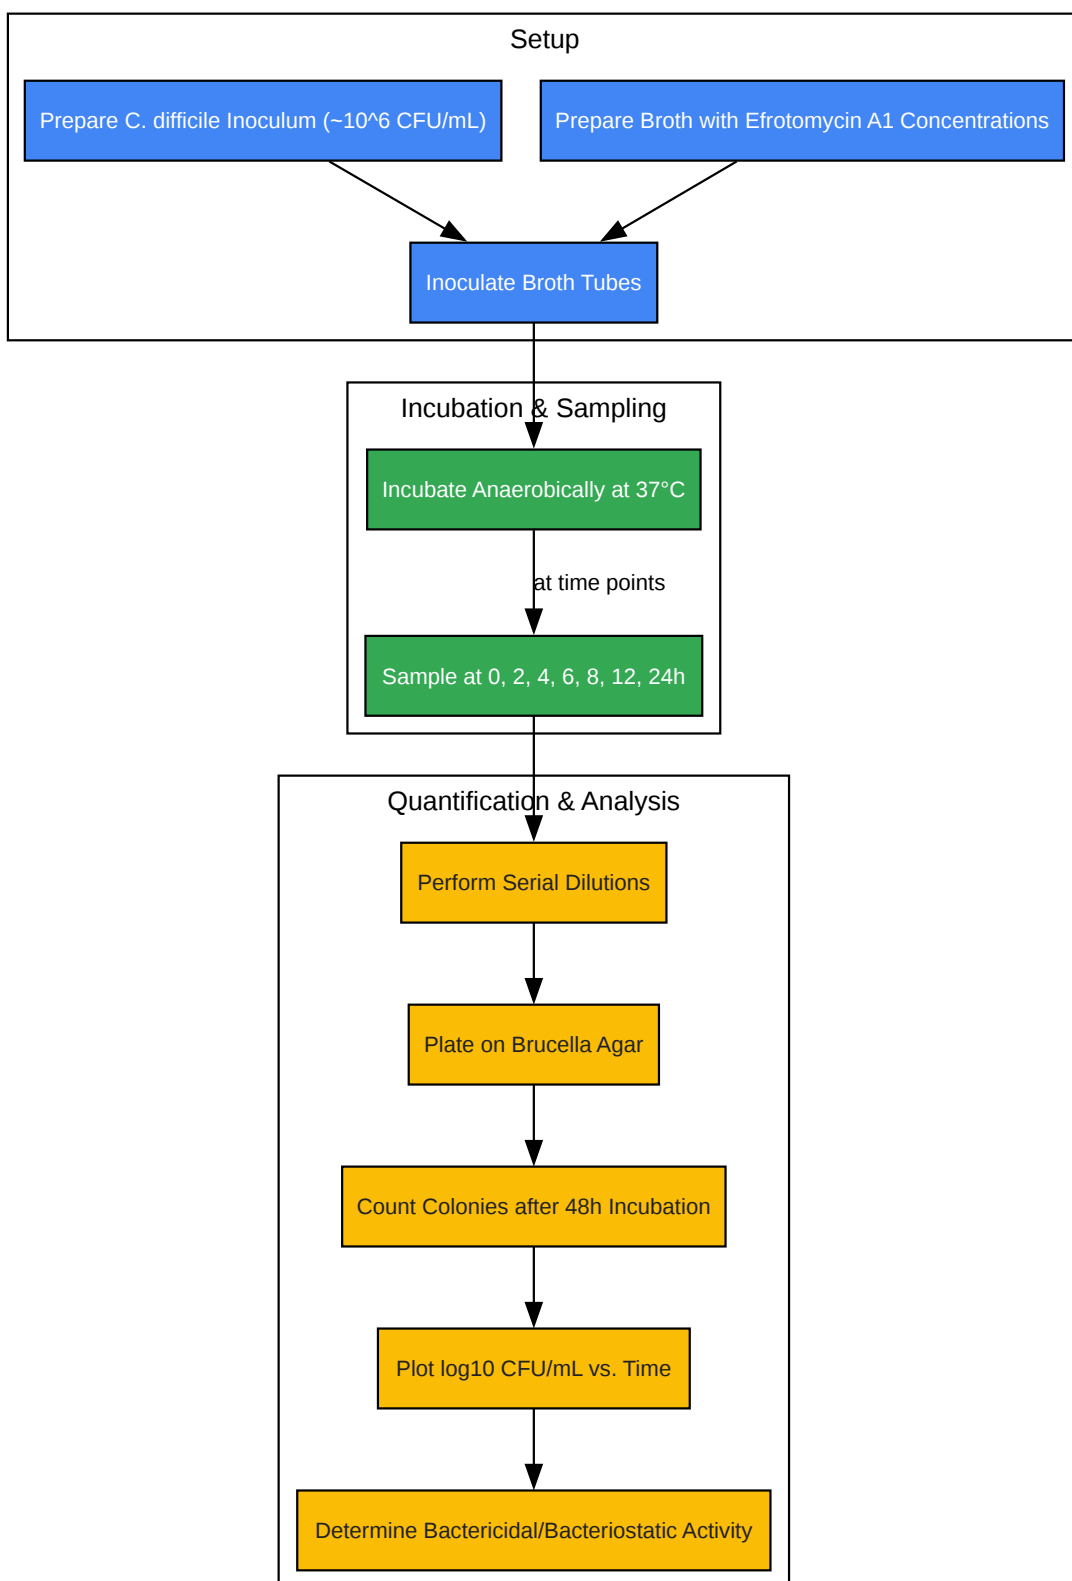 Setup
Prepare C. difficile Inoculum (~10^6 CFU/mL)
Prepare Broth with Efrotomycin A1 Concentrations
Inoculate Broth Tubes
Incubation & Sampling
Incubate Anaerobically at 37°C
at time points
Sample at 0, 2, 4, 6, 8, 12, 24h
Quantification & Analysis
Perform Serial Dilutions
Plate on Brucella Agar
Count Colonies after 48h Incubation
Plot log10 CFU/mL vs. Time
Determine Bactericidal/Bacteriostatic Activity